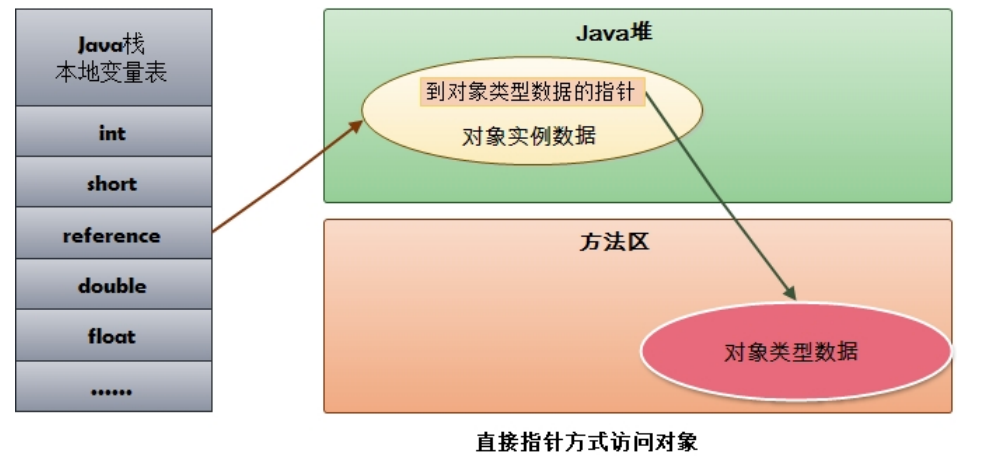 Java栈
本地变量表
int
short
reference
double
float
......
Java堆
到对象类型数据的指针
对象实例数据
方法区
对象类型数据
直接指针方式访问对象